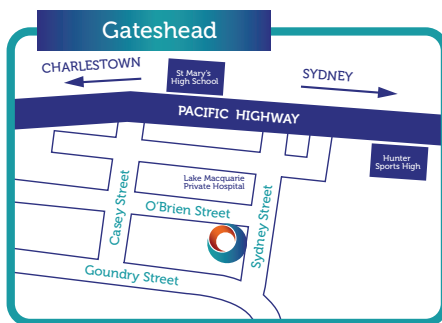 Gateshead
CHARLESTOWN
St Mary's
High School
SYDNEY
PACIFIC HIGHWAY
Hunter
Sports High
Lake Macquarie
Private Hospital
O'Brien Street
Casey Street
Sydney Street
Goundry Street